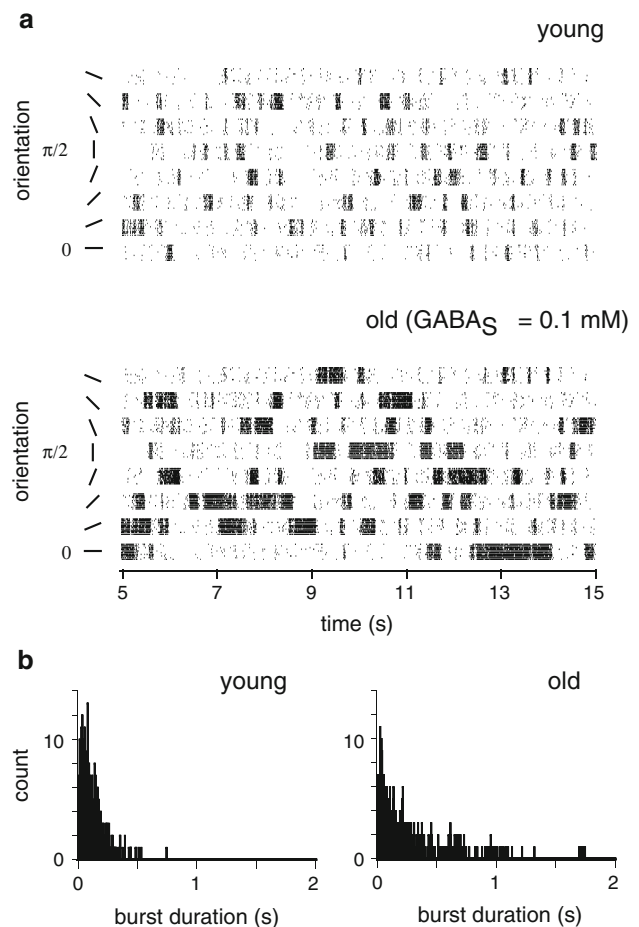 a
young
orientation
π/2
0
old (GABA_S = 0.1 mM)
orientation
π/2
0
5 7 9 11 13 15
time (s)
b
young
old
count
10
0
0 1 2
burst duration (s)
10
0
0 1 2
burst duration (s)